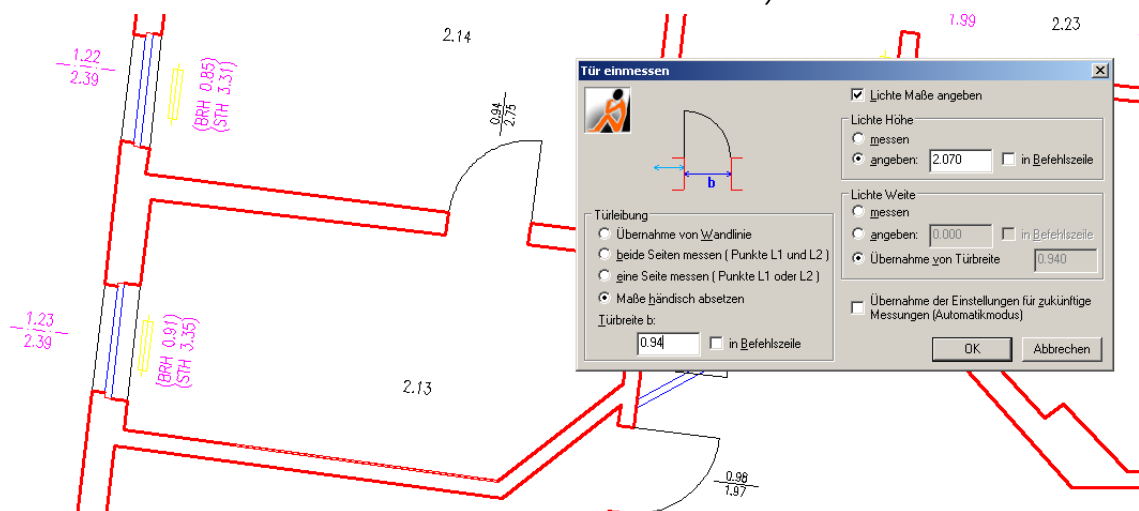 1.99
2.23
2.14
1.22
2.39
(BRH 0.85)
(STH 3.31)
0.94
2.75
1.23
2.39
(BRH 0.91)
(STH 3.35)
2.13
0.98
1.97
Tür einmessen
b
Türleibung
Übernahme von Wandlinie
beide Seiten messen ( Punkte L1 und L2 )
eine Seite messen ( Punkte L1 oder L2 )
Maße händisch absetzen
Türbreite b:
0.94 in Befehlszeile
Lichte Maße angeben
Lichte Höhe
messen
angeben: 2.070 in Befehlszeile
Lichte Weite
messen
angeben: 0.000 in Befehlszeile
Übernahme von Türbreite 0.940
Übernahme der Einstellungen für zukünftige
Messungen (Automatikmodus)
OK Abbrechen